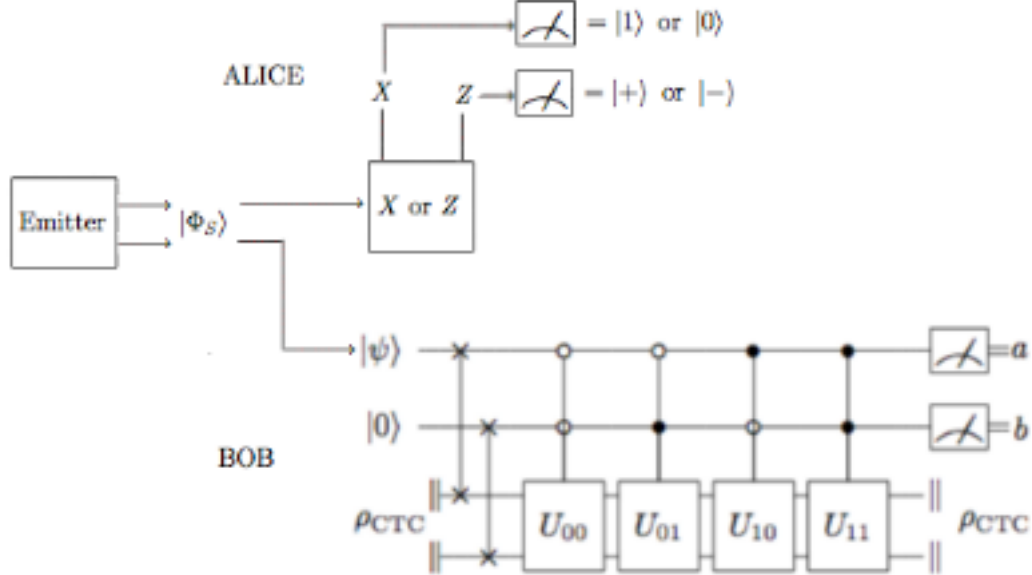 = |1⟩ or |0⟩
ALICE
X
Z
= |+⟩ or |−⟩
X or Z
Emitter
|Φ_S⟩
|ψ⟩
a
|0⟩
b
BOB
ρ_CTC
U_00
U_01
U_10
U_11
ρ_CTC